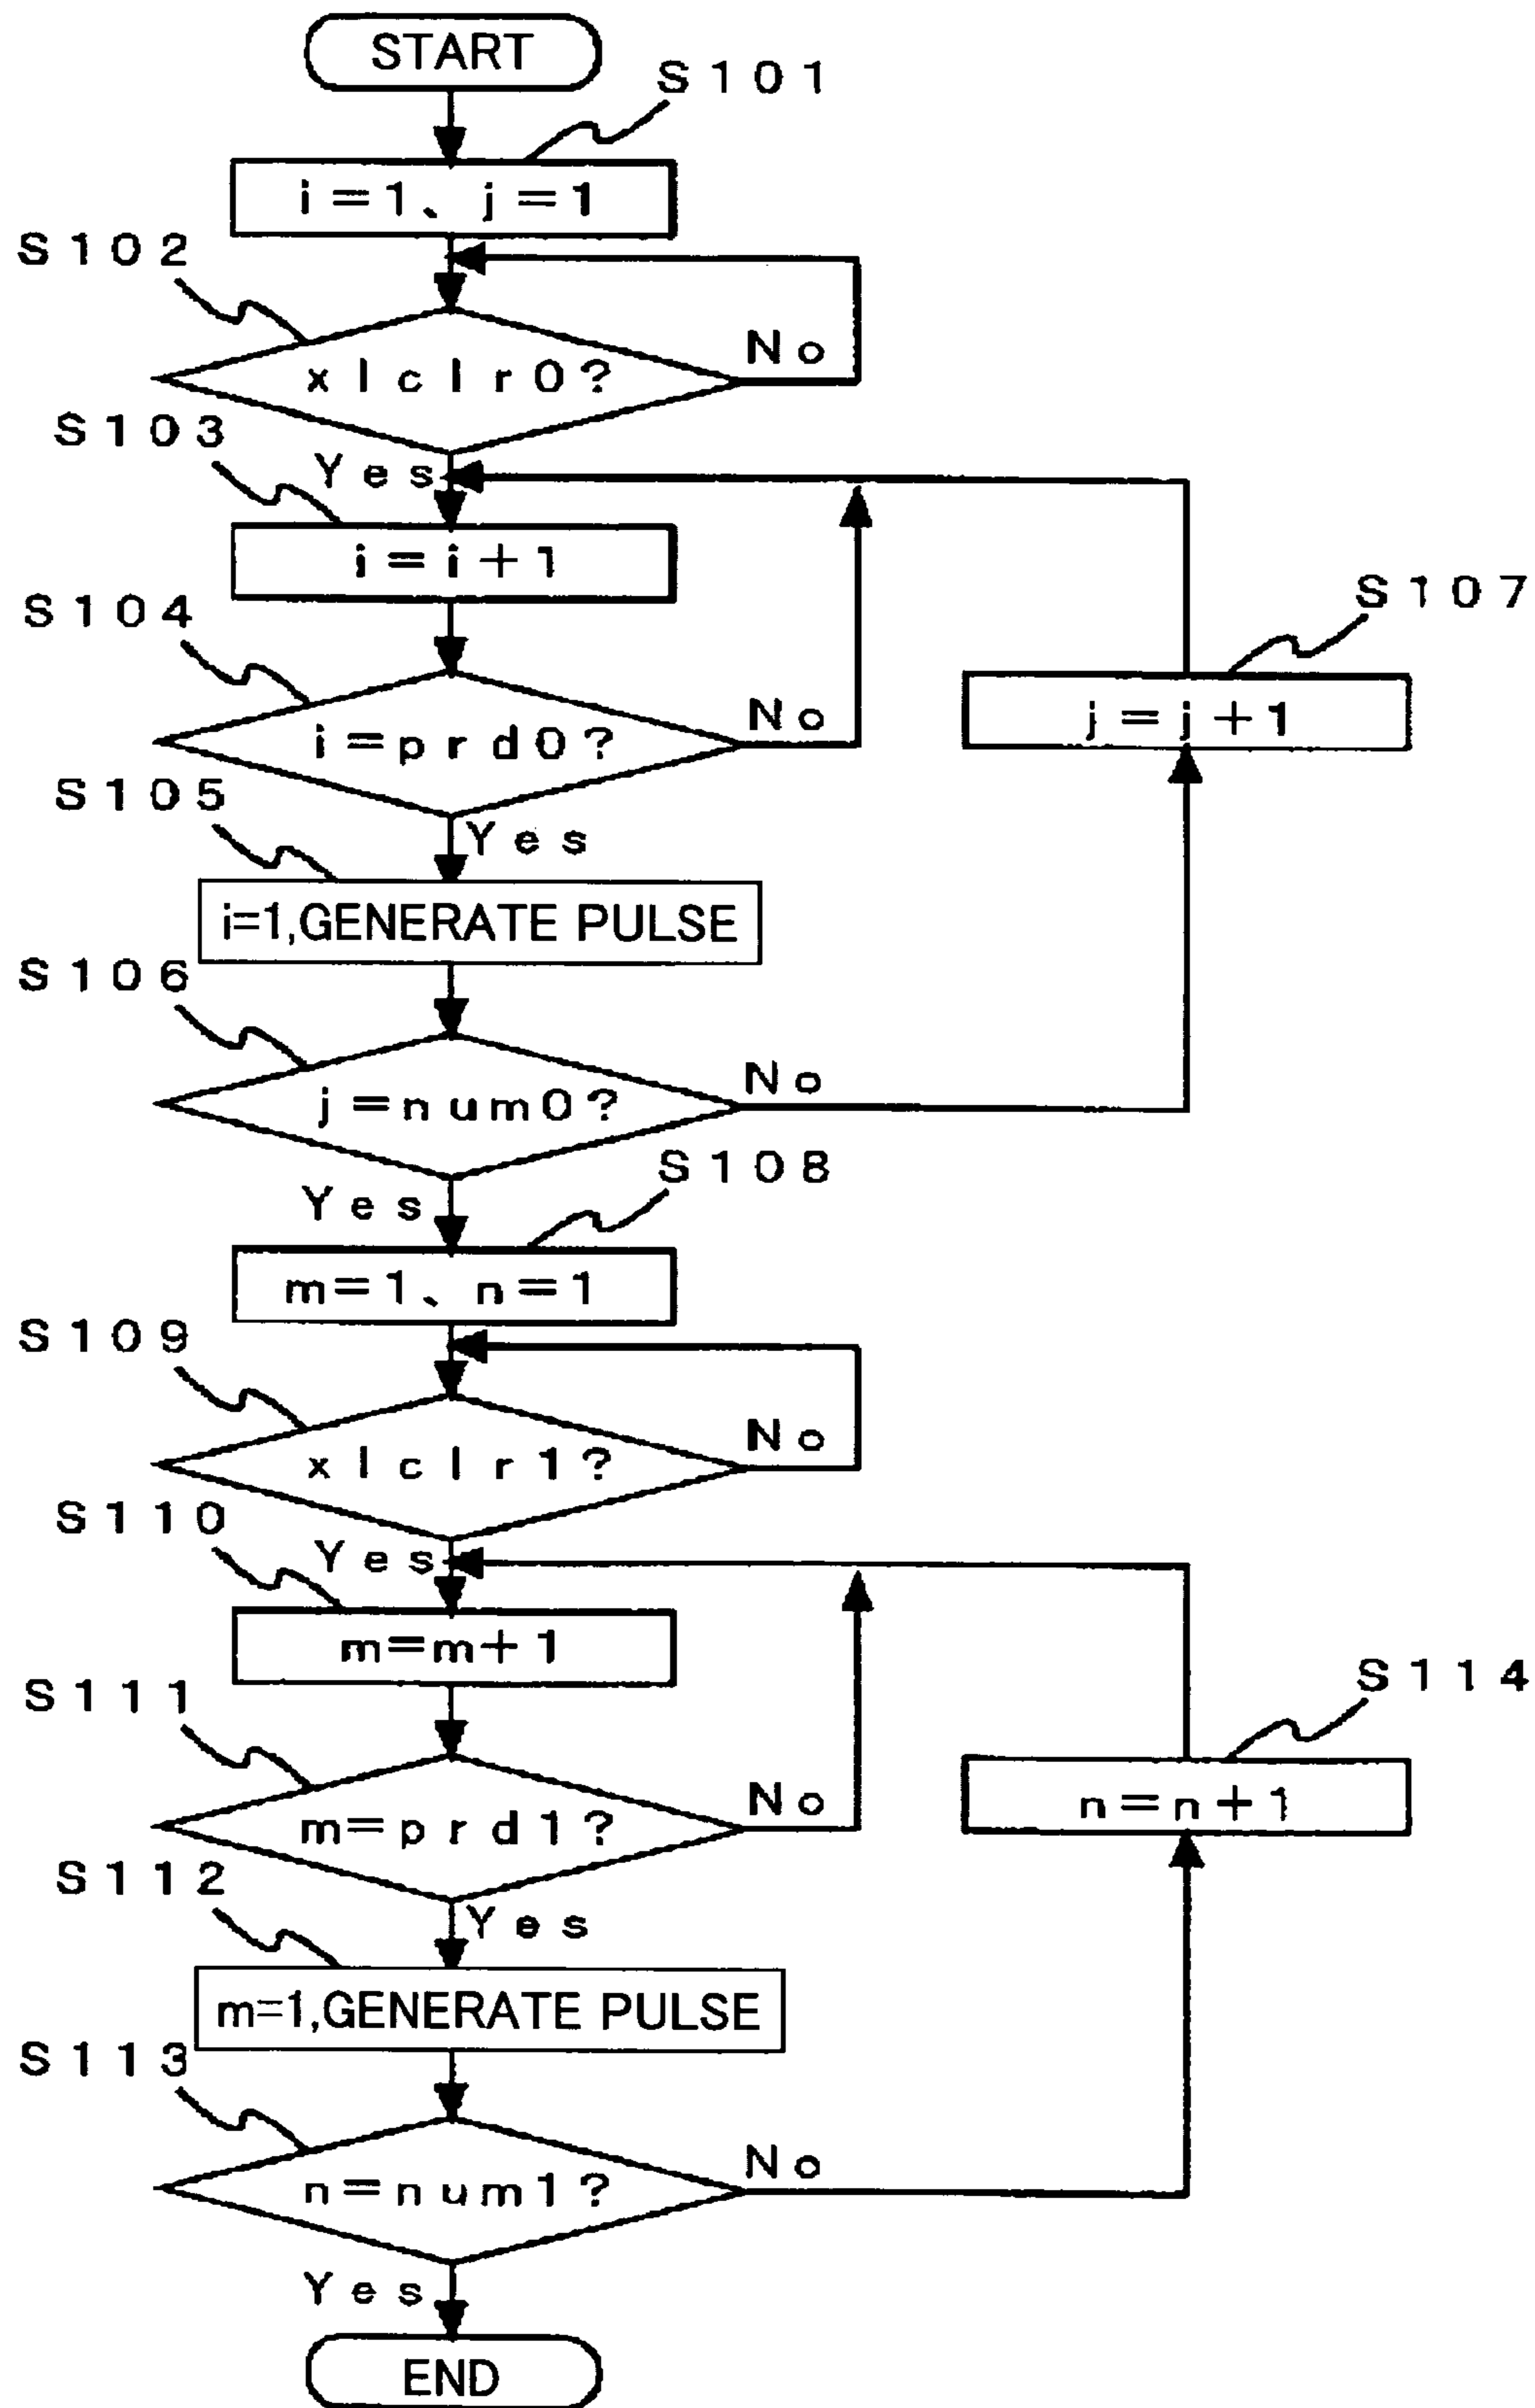 START
S101
i=1、j=1
S102
xlclr0?
No
S103
Yes
i=i+1
S104
S107
i=prd0?
No
j=j+1
S105
Yes
i=1,GENERATE PULSE
S106
j=num0?
No
S108
Yes
m=1、n=1
S109
xlclr1?
No
S110
Yes
m=m+1
S111
S114
m=prd1?
No
n=n+1
S112
Yes
m=1,GENERATE PULSE
S113
n=num1?
No
Yes
END